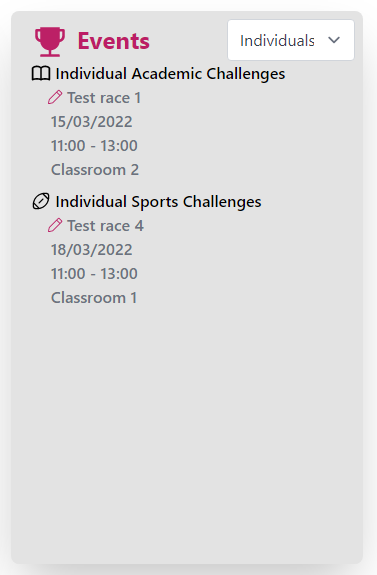 Events
Individuals
Individual Academic Challenges
Test race 1
15/03/2022
11:00 - 13:00
Classroom 2
Individual Sports Challenges
Test race 4
18/03/2022
11:00 - 13:00
Classroom 1